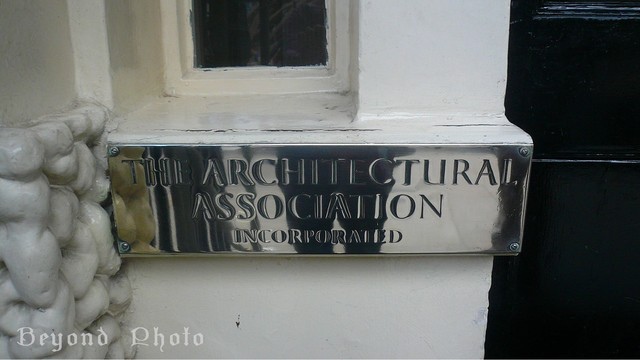 THE ARCHITECTURAL
ASSOCIATION
INCORPORATED
Beyond Photo